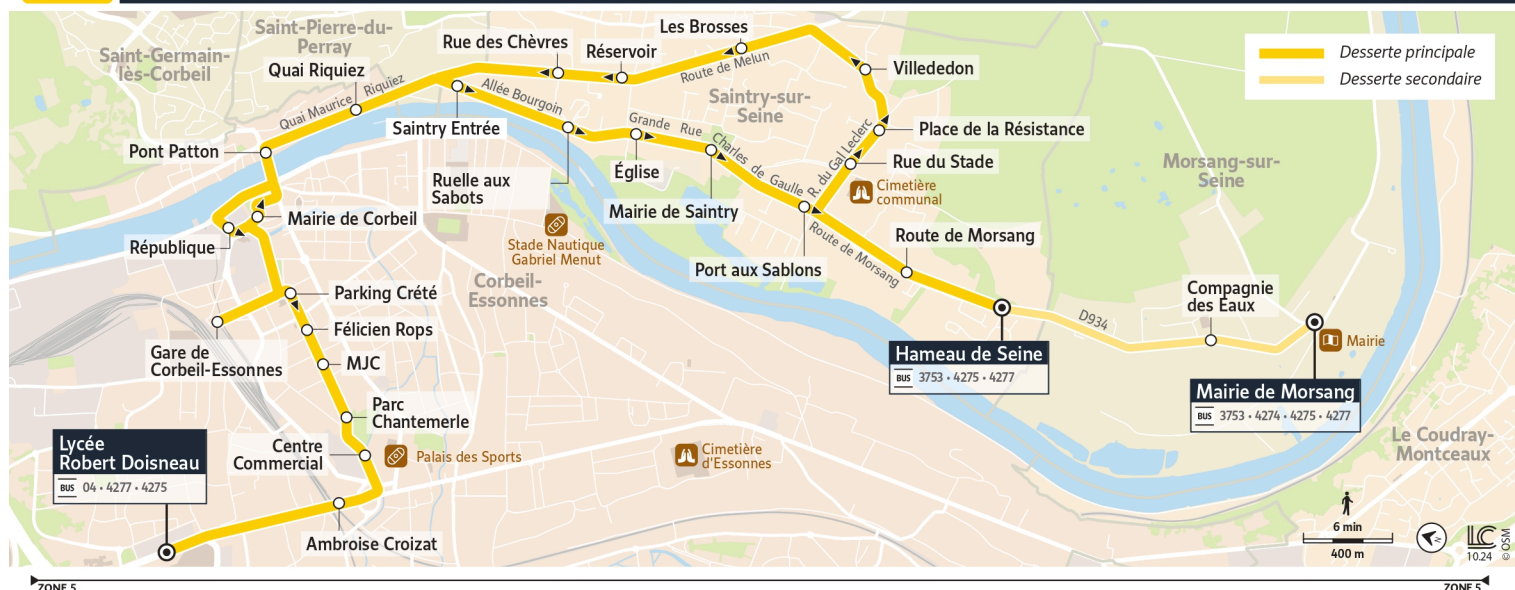 Saint-Pierre-du-
Perray
Saint-Germain-
lès-Corbeil
Quai Riquiez
Rue des Chèvres
Réservoir
Les Brosses
Route de Melun
Villededon
Desserte principale
Desserte secondaire
Quai Maurice Riquiez
Allée Bourgoin
Saintry Entrée
Saintry-sur-
Seine
Grande Rue Charles de Gaulle
R. du Gal Leclerc
Place de la Résistance
Pont Patton
Ruelle aux
Sabots
Église
Rue du Stade
Cimetière
communal
Morsang-sur-
Seine
Mairie de Saintry
Mairie de Corbeil
République
Stade Nautique
Gabriel Menut
Port aux Sablons
Route de Morsang
Route de Morsang
Corbeil-
Essonnes
Parking Crété
Félicien Rops
MJC
Gare de
Corbeil-Essonnes
Compagnie
des Eaux
D934
Mairie
Hameau de Seine
BUS 3753 • 4275 • 4277
Mairie de Morsang
BUS 3753 • 4274 • 4275 • 4277
Parc
Chantemerle
Centre
Commercial
Palais des Sports
Cimetière
d'Essonnes
Le Coudray-
Montceaux
Lycée
Robert Doisneau
BUS 04 • 4277 • 4275
Ambroise Croizat
6 min
400 m
N
LC
10.24
© OSM
ZONE 5
ZONE 5